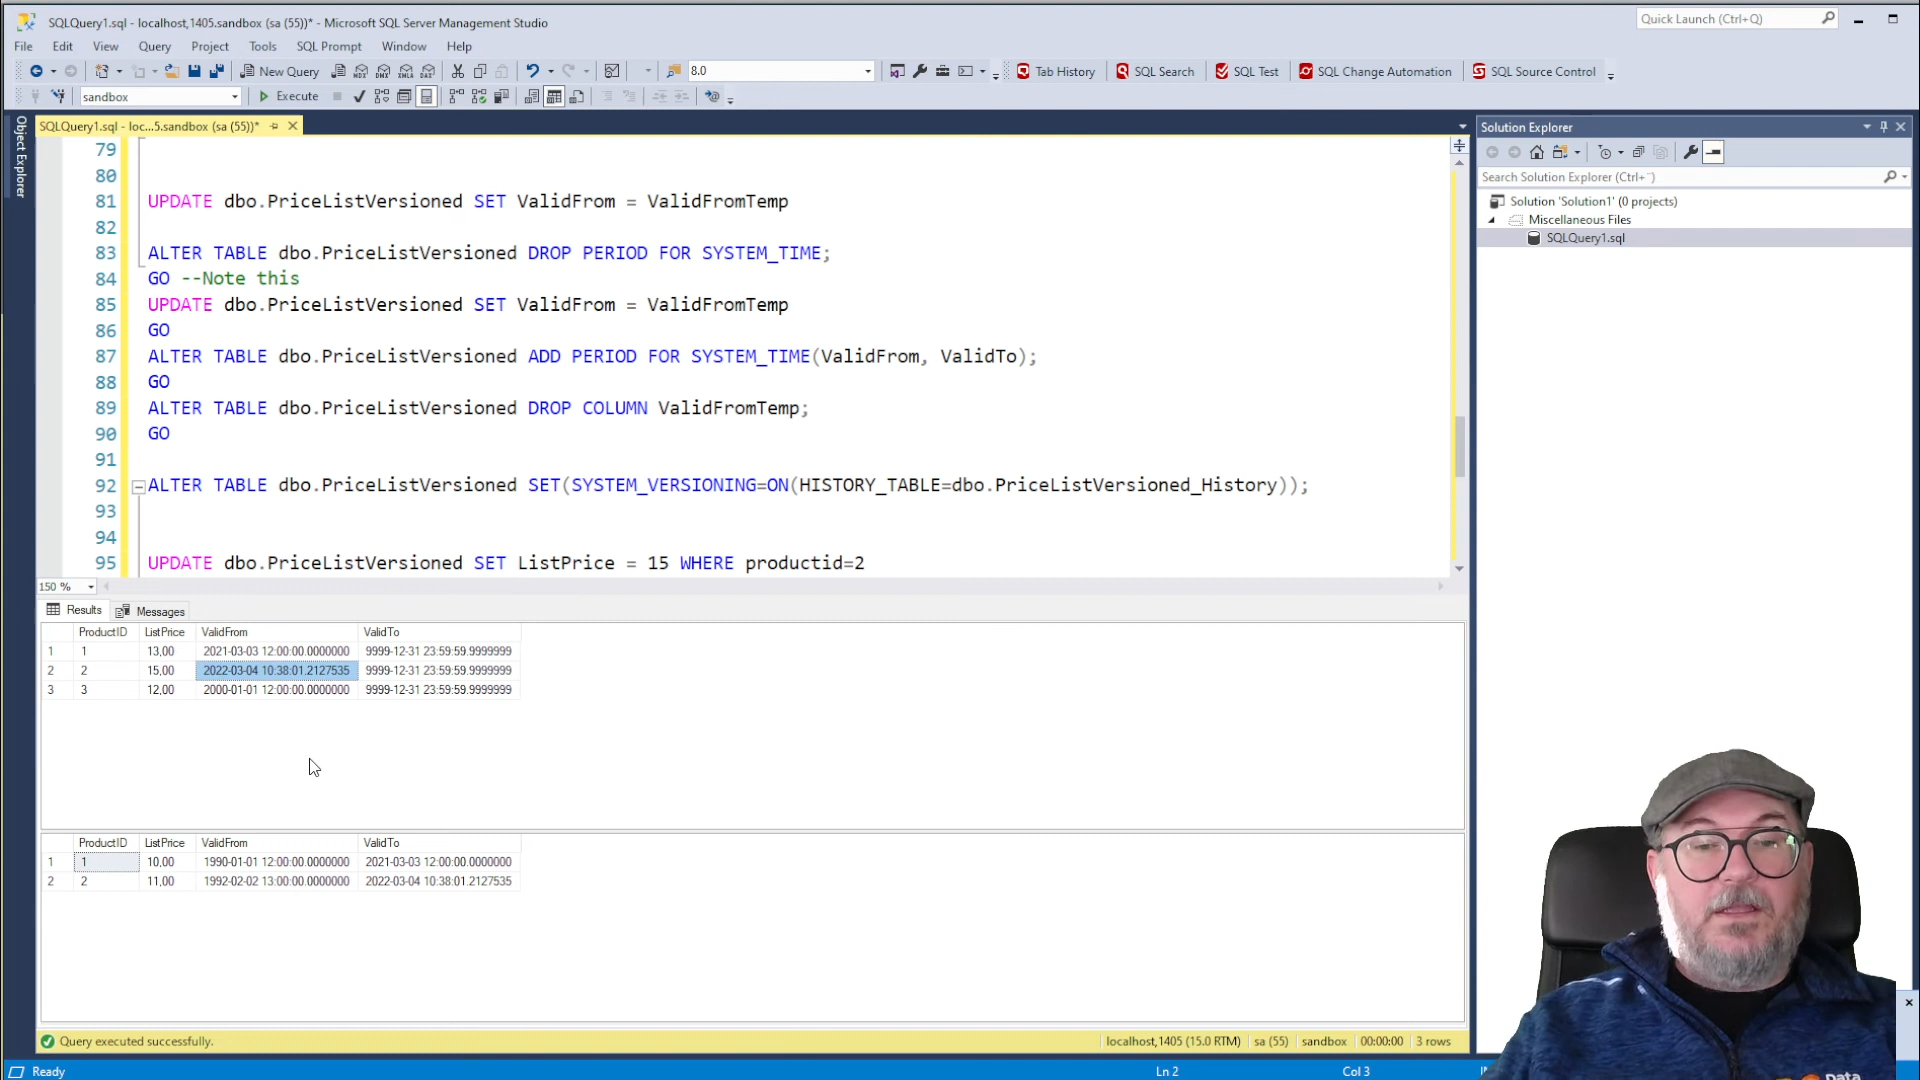 SQLQuery1.sql - localhost,1405.sandbox (sa (55))* - Microsoft SQL Server Management Studio
Quick Launch (Ctrl+Q)
File Edit View Query Project Tools SQL Prompt Window Help
New Query
MDX DMX XMLA DAX
8.0
Tab History
SQL Search
SQL Test
SQL Change Automation
SQL Source Control
sandbox
Execute
Object Explorer
SQLQuery1.sql - loc...5.sandbox (sa (55))*
79
80
81 UPDATE dbo.PriceListVersioned SET ValidFrom = ValidFromTemp
82
83 ALTER TABLE dbo.PriceListVersioned DROP PERIOD FOR SYSTEM_TIME;
84 GO --Note this
85 UPDATE dbo.PriceListVersioned SET ValidFrom = ValidFromTemp
86 GO
87 ALTER TABLE dbo.PriceListVersioned ADD PERIOD FOR SYSTEM_TIME(ValidFrom, ValidTo);
88 GO
89 ALTER TABLE dbo.PriceListVersioned DROP COLUMN ValidFromTemp;
90 GO
91
92 ALTER TABLE dbo.PriceListVersioned SET(SYSTEM_VERSIONING=ON(HISTORY_TABLE=dbo.PriceListVersioned_History));
93
94
95 UPDATE dbo.PriceListVersioned SET ListPrice = 15 WHERE productid=2
150 %
Results Messages
ProductID ListPrice ValidFrom ValidTo
1 1 13,00 2021-03-03 12:00:00.0000000 9999-12-31 23:59:59.9999999
2 2 15,00 2022-03-04 10:38:01.2127535 9999-12-31 23:59:59.9999999
3 3 12,00 2000-01-01 12:00:00.0000000 9999-12-31 23:59:59.9999999
ProductID ListPrice ValidFrom ValidTo
1 1 10,00 1990-01-01 12:00:00.0000000 2021-03-03 12:00:00.0000000
2 2 11,00 1992-02-02 13:00:00.0000000 2022-03-04 10:38:01.2127535
Query executed successfully.
localhost,1405 (15.0 RTM) sa (55) sandbox 00:00:00 3 rows
Ready
Ln 2
Col 3
Solution Explorer
Search Solution Explorer (Ctrl+¨)
Solution 'Solution1' (0 projects)
Miscellaneous Files
SQLQuery1.sql
Data